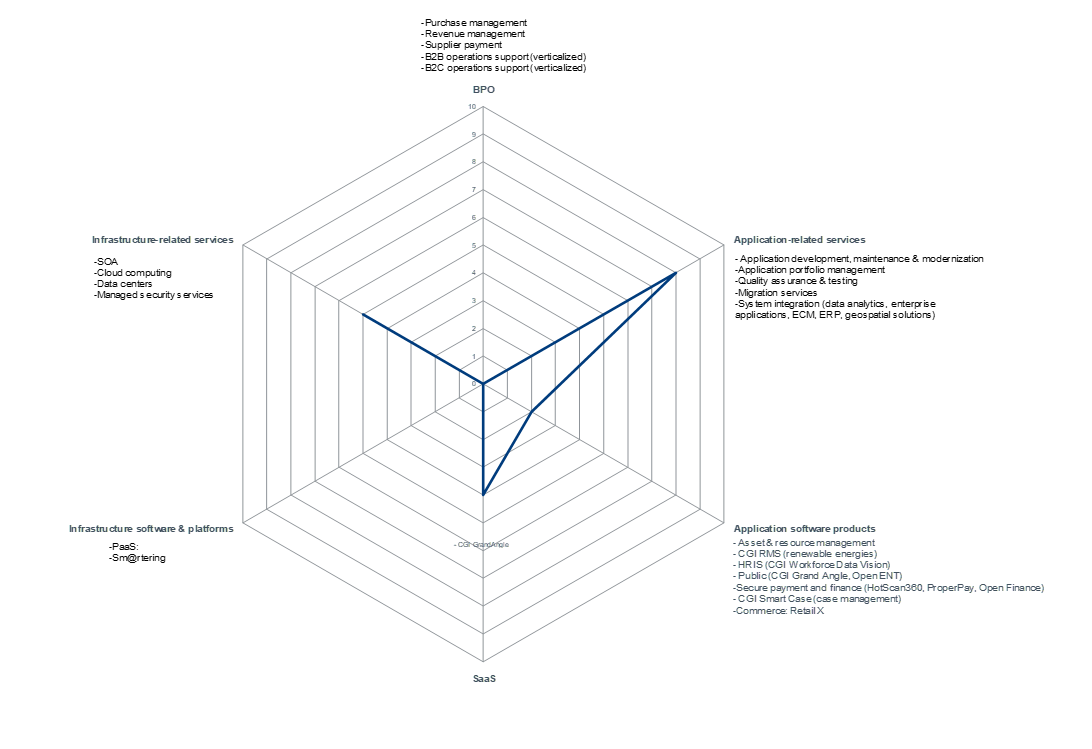 -Purchase management
-Revenue management
-Supplier payment
-B2B operations support (verticalized)
-B2C operations support (verticalized)
BPO
10
9
8
7
6
5
4
3
2
1
0
Infrastructure-related services
-SOA
-Cloud computing
-Data centers
-Managed security services
Application-related services
- Application development, maintenance & modernization
-Application portfolio management
-Quality assurance & testing
-Migration services
-System integration (data analytics, enterprise
applications, ECM, ERP, geospatial solutions)
Infrastructure software & platforms
-PaaS:
-Sm@rtering
- CGI GrandAngle
Application software products
- Asset & resource management
- CGI RMS (renewable energies)
- HRIS (CGI Workforce Data Vision)
- Public (CGI Grand Angle, Open ENT)
-Secure payment and finance (HotScan360, ProperPay, Open Finance)
- CGI Smart Case (case management)
-Commerce: Retail X
SaaS